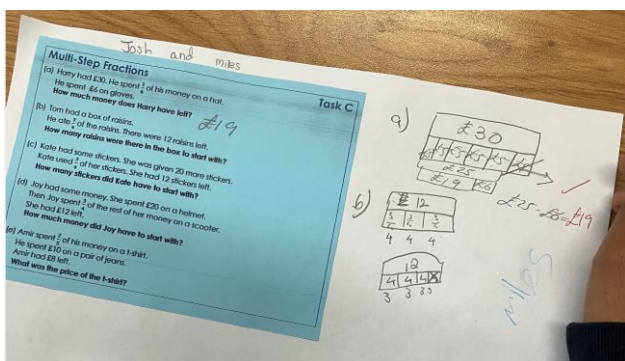 Josh and miles
Multi-Step Fractions
Task C
(a) Harry had £30. He spent of his money on a hat.
He spent £6 on gloves.
How much money does Harry have left?
£19
(b) Tom had a box of raisins.
He ate of the raisins. There were 12 raisins left.
How many raisins were there in the box to start with?
(c) Kate had some stickers. She was given 20 more stickers.
Kate used of her stickers. She had 12 stickers left.
How many stickers did Kate have to start with?
(d) Joy had some money. She spent £20 on a helmet.
Then Joy spent of the rest of her money on a scooter.
She had £12 left.
How much money did Joy have to start with?
(e) Amir spent of his money on a t-shirt.
He spent £10 on a pair of jeans.
Amir had £8 left.
What was the price of the t-shirt?
a)
£30
£5 £5 £5 £5
£25
£19 £6
£25 - £6 = £19
b)
12
4 4 4
12
4 4 4
3 3 3
miles